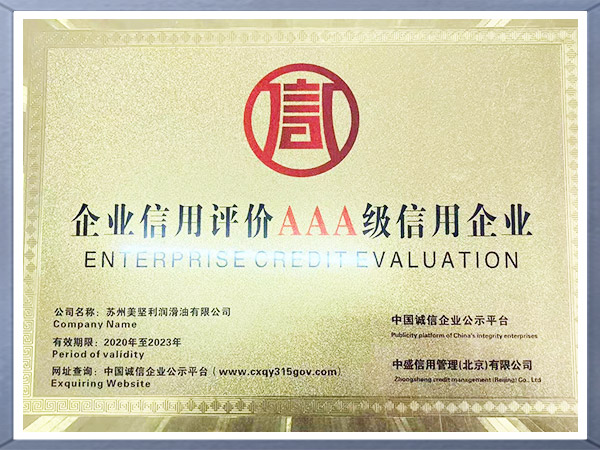 信
企业信用评价AAA级信用企业
ENTERPRISE CREDIT EVALUATION
公司名称：苏州美坚利润滑油有限公司
Company Name
有效期限：2020年至2023年
Period of validity
网址查询：中国诚信企业公示平台（www.cxqy315gov.com）
Exquiring Website
中国诚信企业公示平台
Publicity platform of China's integrity enterprises
中盛信用管理(北京)有限公司
Zhongsheng credit management (Beijing) Co., Ltd